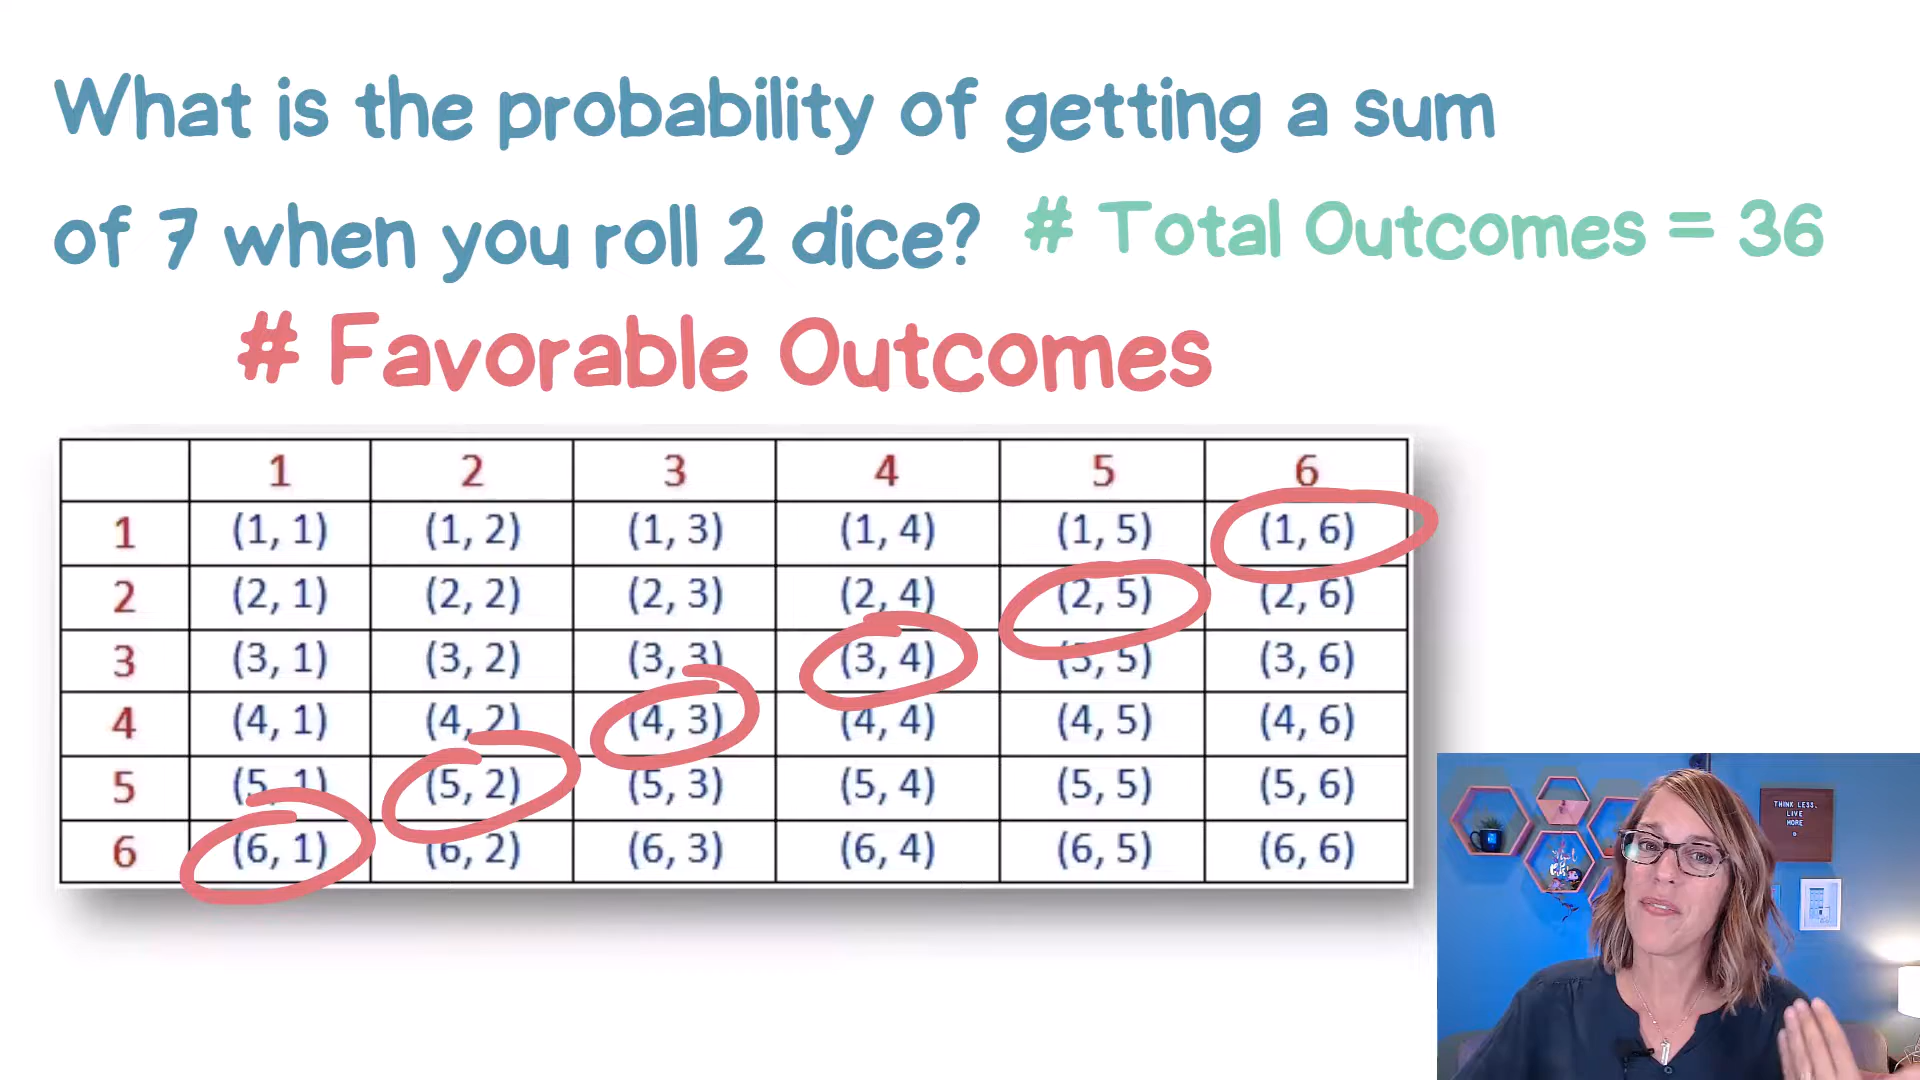 What is the probability of getting a sum
of 7 when you roll 2 dice? # Total Outcomes = 36
# Favorable Outcomes
1 2 3 4 5 6
1 (1, 1) (1, 2) (1, 3) (1, 4) (1, 5) (1, 6)
2 (2, 1) (2, 2) (2, 3) (2, 4) (2, 5) (2, 6)
3 (3, 1) (3, 2) (3, 3) (3, 4) (3, 5) (3, 6)
4 (4, 1) (4, 2) (4, 3) (4, 4) (4, 5) (4, 6)
5 (5, 1) (5, 2) (5, 3) (5, 4) (5, 5) (5, 6)
6 (6, 1) (6, 2) (6, 3) (6, 4) (6, 5) (6, 6)
THINK LESS,
LIVE
MORE